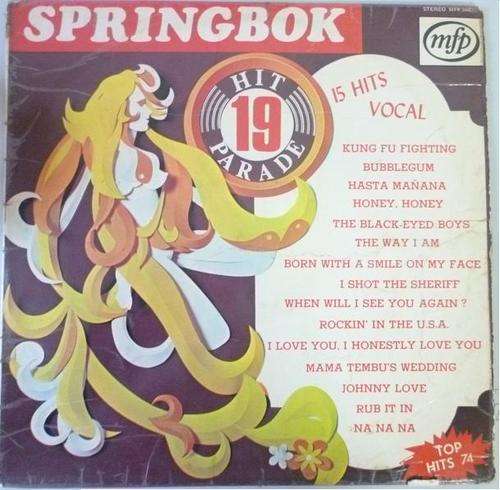 SPRINGBOK
mfp
HIT
19
PARADE
15 HITS
VOCAL
KUNG FU FIGHTING
BUBBLEGUM
HASTA MAÑANA
HONEY, HONEY
THE BLACK-EYED BOYS
THE WAY I AM
BORN WITH A SMILE ON MY FACE
I SHOT THE SHERIFF
WHEN WILL I SEE YOU AGAIN ?
ROCKIN' IN THE U.S.A.
I LOVE YOU, I HONESTLY LOVE YOU
MAMA TEMBU'S WEDDING
JOHNNY LOVE
RUB IT IN
NA NA NA
TOP
HITS 74